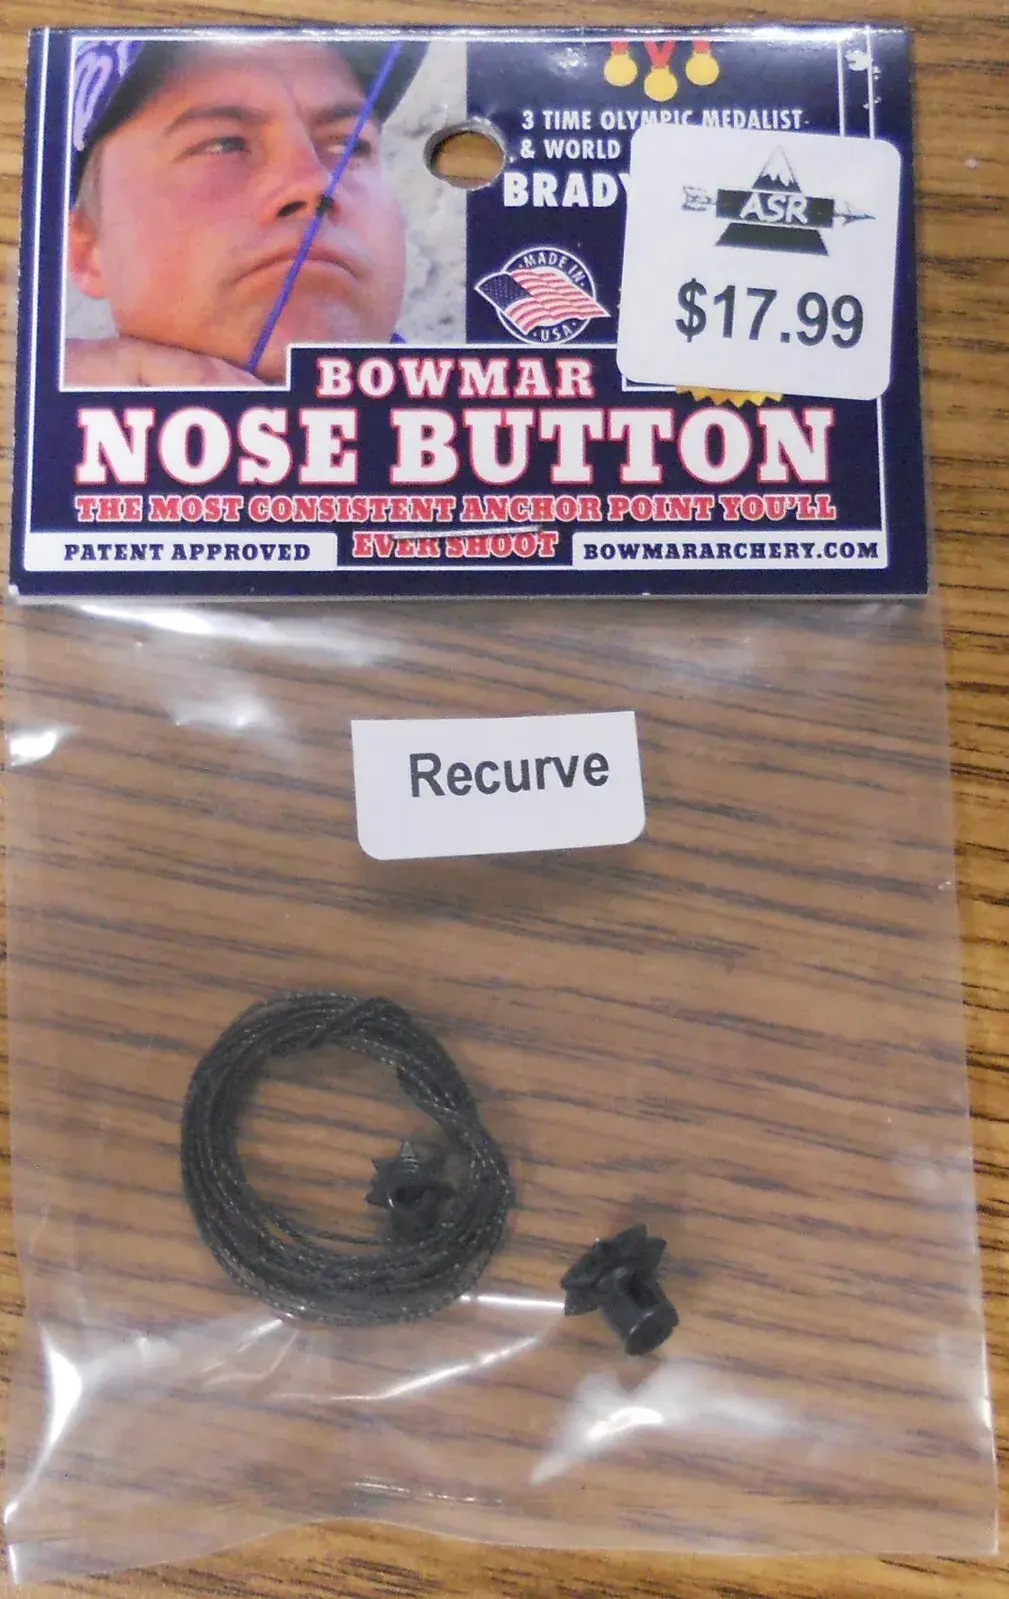 3 TIME OLYMPIC MEDALIST
& WORLD
BRADY
ASR
$17.99
MADE IN
USA
BOWMAR
NOSE BUTTON
THE MOST CONSISTENT ANCHOR POINT YOU'LL
EVER SHOOT
PATENT APPROVED
BOWMARARCHERY.COM
Recurve